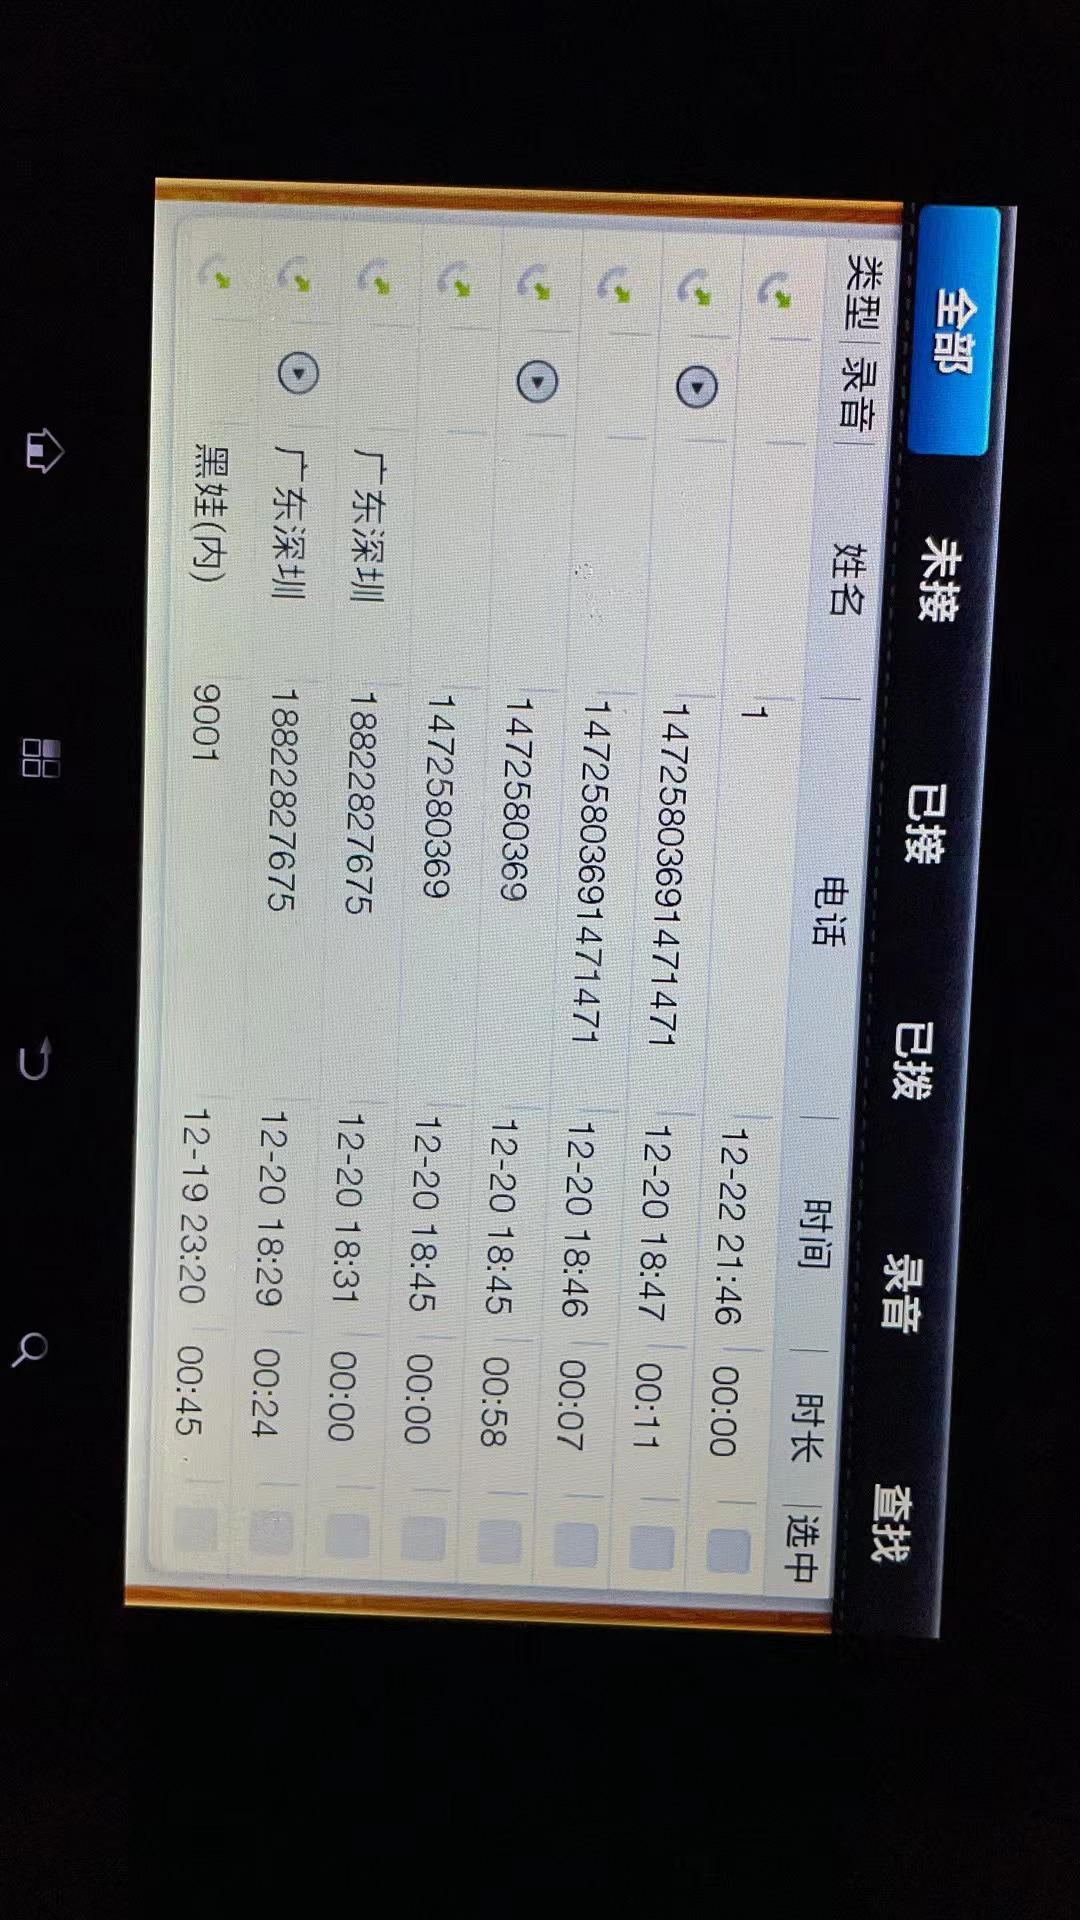 全部 未接 已接 已拨 录音 查找
类型 录音 姓名 电话 时间 时长 选中
1 12-22 21:46 00:00
1472580369147​1471 12-20 18:47 00:11
14725803691471471 12-20 18:46 00:07
1472580369 12-20 18:45 00:58
1472580369 12-20 18:45 00:00
广东深圳 18822827675 12-20 18:31 00:00
广东深圳 18822827675 12-20 18:29 00:24
黑娃(内) 9001 12-19 23:20 00:45